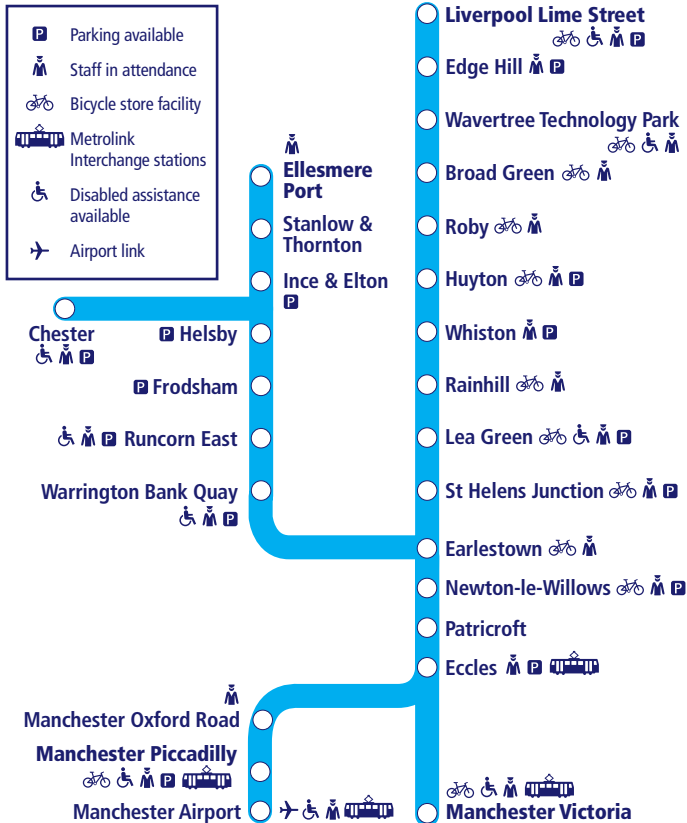 P Parking available
Staff in attendance
Bicycle store facility
Metrolink
Interchange stations
Disabled assistance
available
Airport link
Ellesmere
Port
Stanlow &
Thornton
Ince & Elton
P
Chester
P
P Helsby
P Frodsham
P Runcorn East
Warrington Bank Quay
P
Liverpool Lime Street
P
Edge Hill P
Wavertree Technology Park
Broad Green
Roby
Huyton P
Whiston P
Rainhill
Lea Green P
St Helens Junction P
Earlestown
Newton-le-Willows P
Patricroft
Eccles P
Manchester Oxford Road
Manchester Piccadilly
P
Manchester Airport
Manchester Victoria